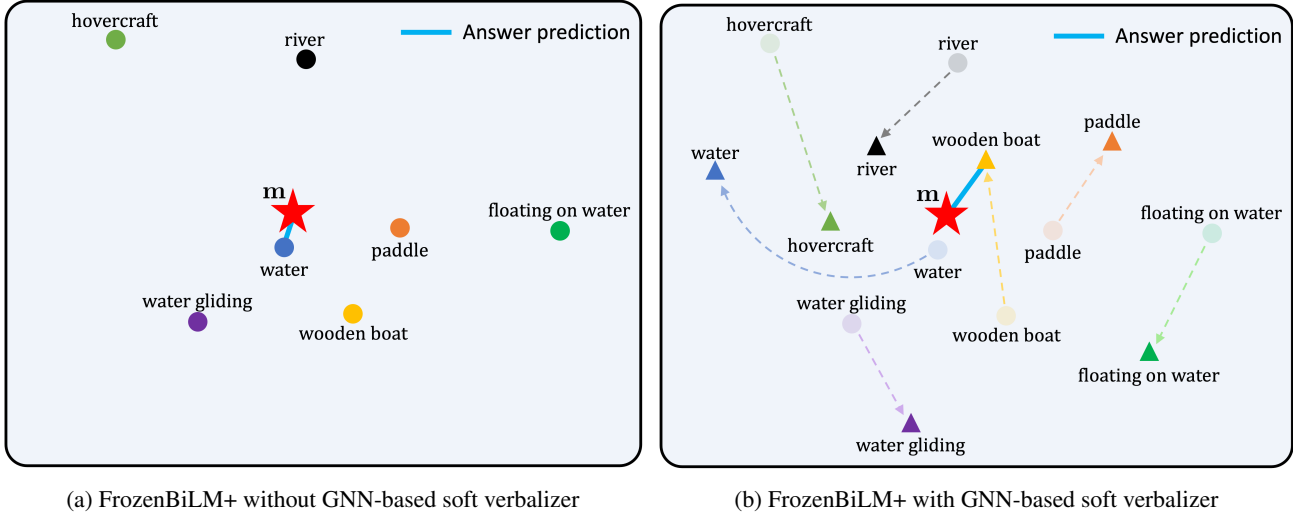 hovercraft
river
Answer prediction
m
water
paddle
floating on water
water gliding
wooden boat
(a) FrozenBiLM+ without GNN-based soft verbalizer
hovercraft
river
Answer prediction
water
river
wooden boat
paddle
m
hovercraft
water
paddle
floating on water
water gliding
wooden boat
floating on water
water gliding
(b) FrozenBiLM+ with GNN-based soft verbalizer